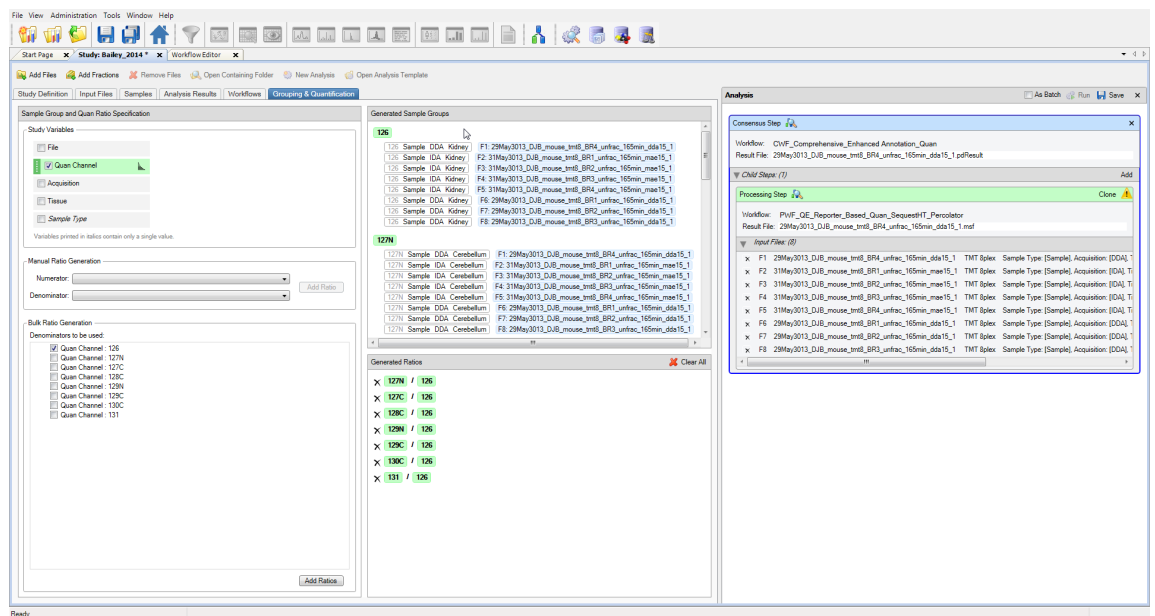 File View Administration Tools Window Help
Start Page x Study: Bailey_2014 * x Workflow Editor x
Add Files Add Fractions Remove Files Open Containing Folder New Analysis Open Analysis Template
Study Definition Input Files Samples Analysis Results Workflows Grouping & Quantification
Sample Group and Quan Ratio Specification
Study Variables
File
Quan Channel
Acquisition
Tissue
Sample Type
Variables printed in italics contain only a single value.
Manual Ratio Generation
Numerator:
Denominator:
Add Ratio
Bulk Ratio Generation
Denominators to be used:
Quan Channel : 126
Quan Channel : 127N
Quan Channel : 127C
Quan Channel : 128C
Quan Channel : 129N
Quan Channel : 129C
Quan Channel : 130C
Quan Channel : 131
Add Ratios
Generated Sample Groups
126
126 Sample DDA Kidney F1: 29May3013_DJB_mouse_tmt8_BR4_unfrac_165min_dda15_1
126 Sample IDA Kidney F2: 31May3013_DJB_mouse_tmt8_BR1_unfrac_165min_mae15_1
126 Sample IDA Kidney F3: 31May3013_DJB_mouse_tmt8_BR2_unfrac_165min_mae15_1
126 Sample IDA Kidney F4: 31May3013_DJB_mouse_tmt8_BR3_unfrac_165min_mae15_1
126 Sample IDA Kidney F5: 31May3013_DJB_mouse_tmt8_BR4_unfrac_165min_mae15_1
126 Sample DDA Kidney F6: 29May3013_DJB_mouse_tmt8_BR1_unfrac_165min_dda15_1
126 Sample DDA Kidney F7: 29May3013_DJB_mouse_tmt8_BR2_unfrac_165min_dda15_1
126 Sample DDA Kidney F8: 29May3013_DJB_mouse_tmt8_BR3_unfrac_165min_dda15_1
127N
127N Sample DDA Cerebellum F1: 29May3013_DJB_mouse_tmt8_BR4_unfrac_165min_dda15_1
127N Sample IDA Cerebellum F2: 31May3013_DJB_mouse_tmt8_BR1_unfrac_165min_mae15_1
127N Sample IDA Cerebellum F3: 31May3013_DJB_mouse_tmt8_BR2_unfrac_165min_mae15_1
127N Sample IDA Cerebellum F4: 31May3013_DJB_mouse_tmt8_BR3_unfrac_165min_mae15_1
127N Sample IDA Cerebellum F5: 31May3013_DJB_mouse_tmt8_BR4_unfrac_165min_mae15_1
127N Sample DDA Cerebellum F6: 29May3013_DJB_mouse_tmt8_BR1_unfrac_165min_dda15_1
127N Sample DDA Cerebellum F7: 29May3013_DJB_mouse_tmt8_BR2_unfrac_165min_dda15_1
127N Sample DDA Cerebellum F8: 29May3013_DJB_mouse_tmt8_BR3_unfrac_165min_dda15_1
Generated Ratios Clear All
127N / 126
127C / 126
128C / 126
129N / 126
129C / 126
130C / 126
131 / 126
Analysis As Batch Run Save x
Consensus Step x
Workflow: CWF_Comprehensive_Enhanced Annotation_Quan
Result File: 29May3013_DJB_mouse_tmt8_BR4_unfrac_165min_dda15_1.pdResult
Child Steps: (1) Add
Processing Step Clone
Workflow: PWF_QE_Reporter_Based_Quan_SequestHT_Percolator
Result File: 29May3013_DJB_mouse_tmt8_BR4_unfrac_165min_dda15_1.msf
Input Files: (8)
x F1 29May3013_DJB_mouse_tmt8_BR4_unfrac_165min_dda15_1 TMT 8plex Sample Type: [Sample], Acquisition: [DDA],
x F2 31May3013_DJB_mouse_tmt8_BR1_unfrac_165min_mae15_1 TMT 8plex Sample Type: [Sample], Acquisition: [IDA], Ti
x F3 31May3013_DJB_mouse_tmt8_BR2_unfrac_165min_mae15_1 TMT 8plex Sample Type: [Sample], Acquisition: [IDA], Ti
x F4 31May3013_DJB_mouse_tmt8_BR3_unfrac_165min_mae15_1 TMT 8plex Sample Type: [Sample], Acquisition: [IDA], Ti
x F5 31May3013_DJB_mouse_tmt8_BR4_unfrac_165min_mae15_1 TMT 8plex Sample Type: [Sample], Acquisition: [IDA], Ti
x F6 29May3013_DJB_mouse_tmt8_BR1_unfrac_165min_dda15_1 TMT 8plex Sample Type: [Sample], Acquisition: [DDA],
x F7 29May3013_DJB_mouse_tmt8_BR2_unfrac_165min_dda15_1 TMT 8plex Sample Type: [Sample], Acquisition: [DDA],
x F8 29May3013_DJB_mouse_tmt8_BR3_unfrac_165min_dda15_1 TMT 8plex Sample Type: [Sample], Acquisition: [DDA],
Ready